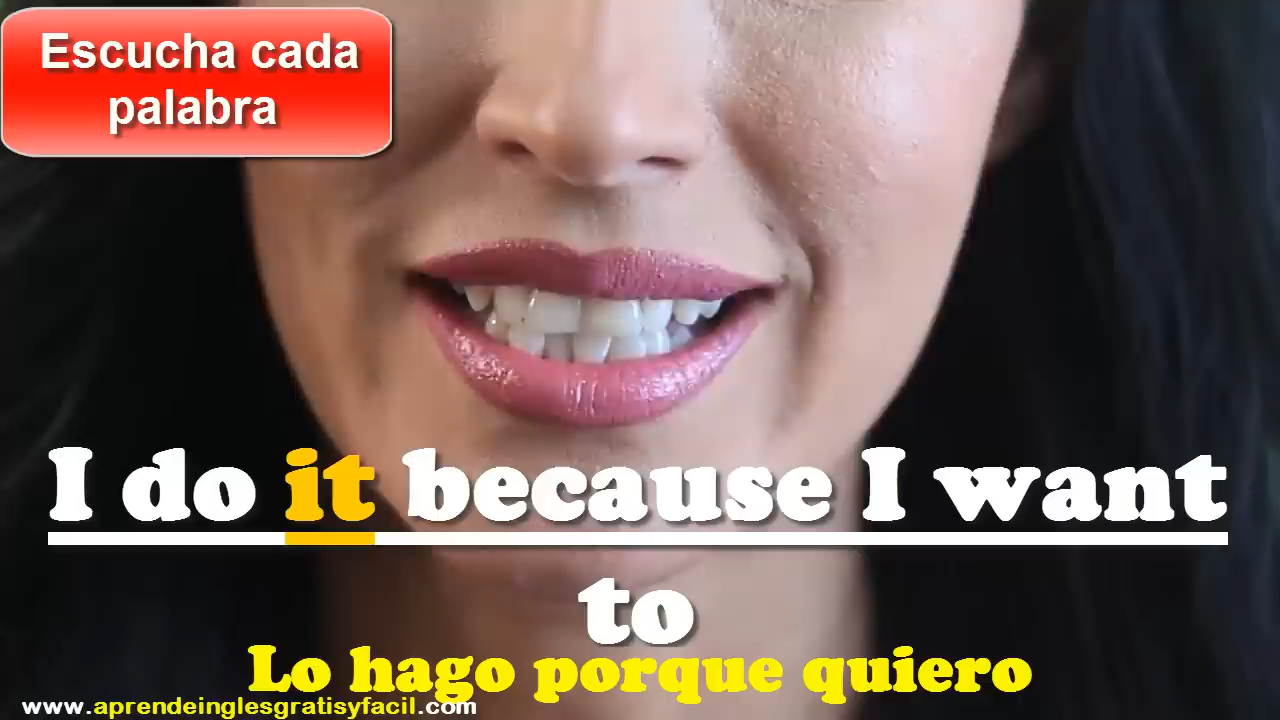 Escucha cada
palabra
I do it because I want
to
Lo hago porque quiero
www.aprendeinglesgratisyfacil.com